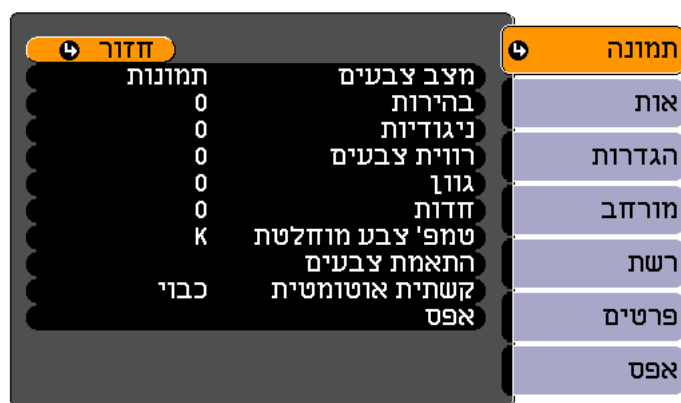 תמונה
אות
הגדרות
מורחב
רשת
פרטים
אפס
חזור
מצב צבעים תמונות
בהירות 0
ניגודיות 0
רווית צבעים 0
גוון 0
חדות 0
טמפ' צבע מוחלטת K
התאמת צבעים
קשתית אוטומטית כבוי
אפס